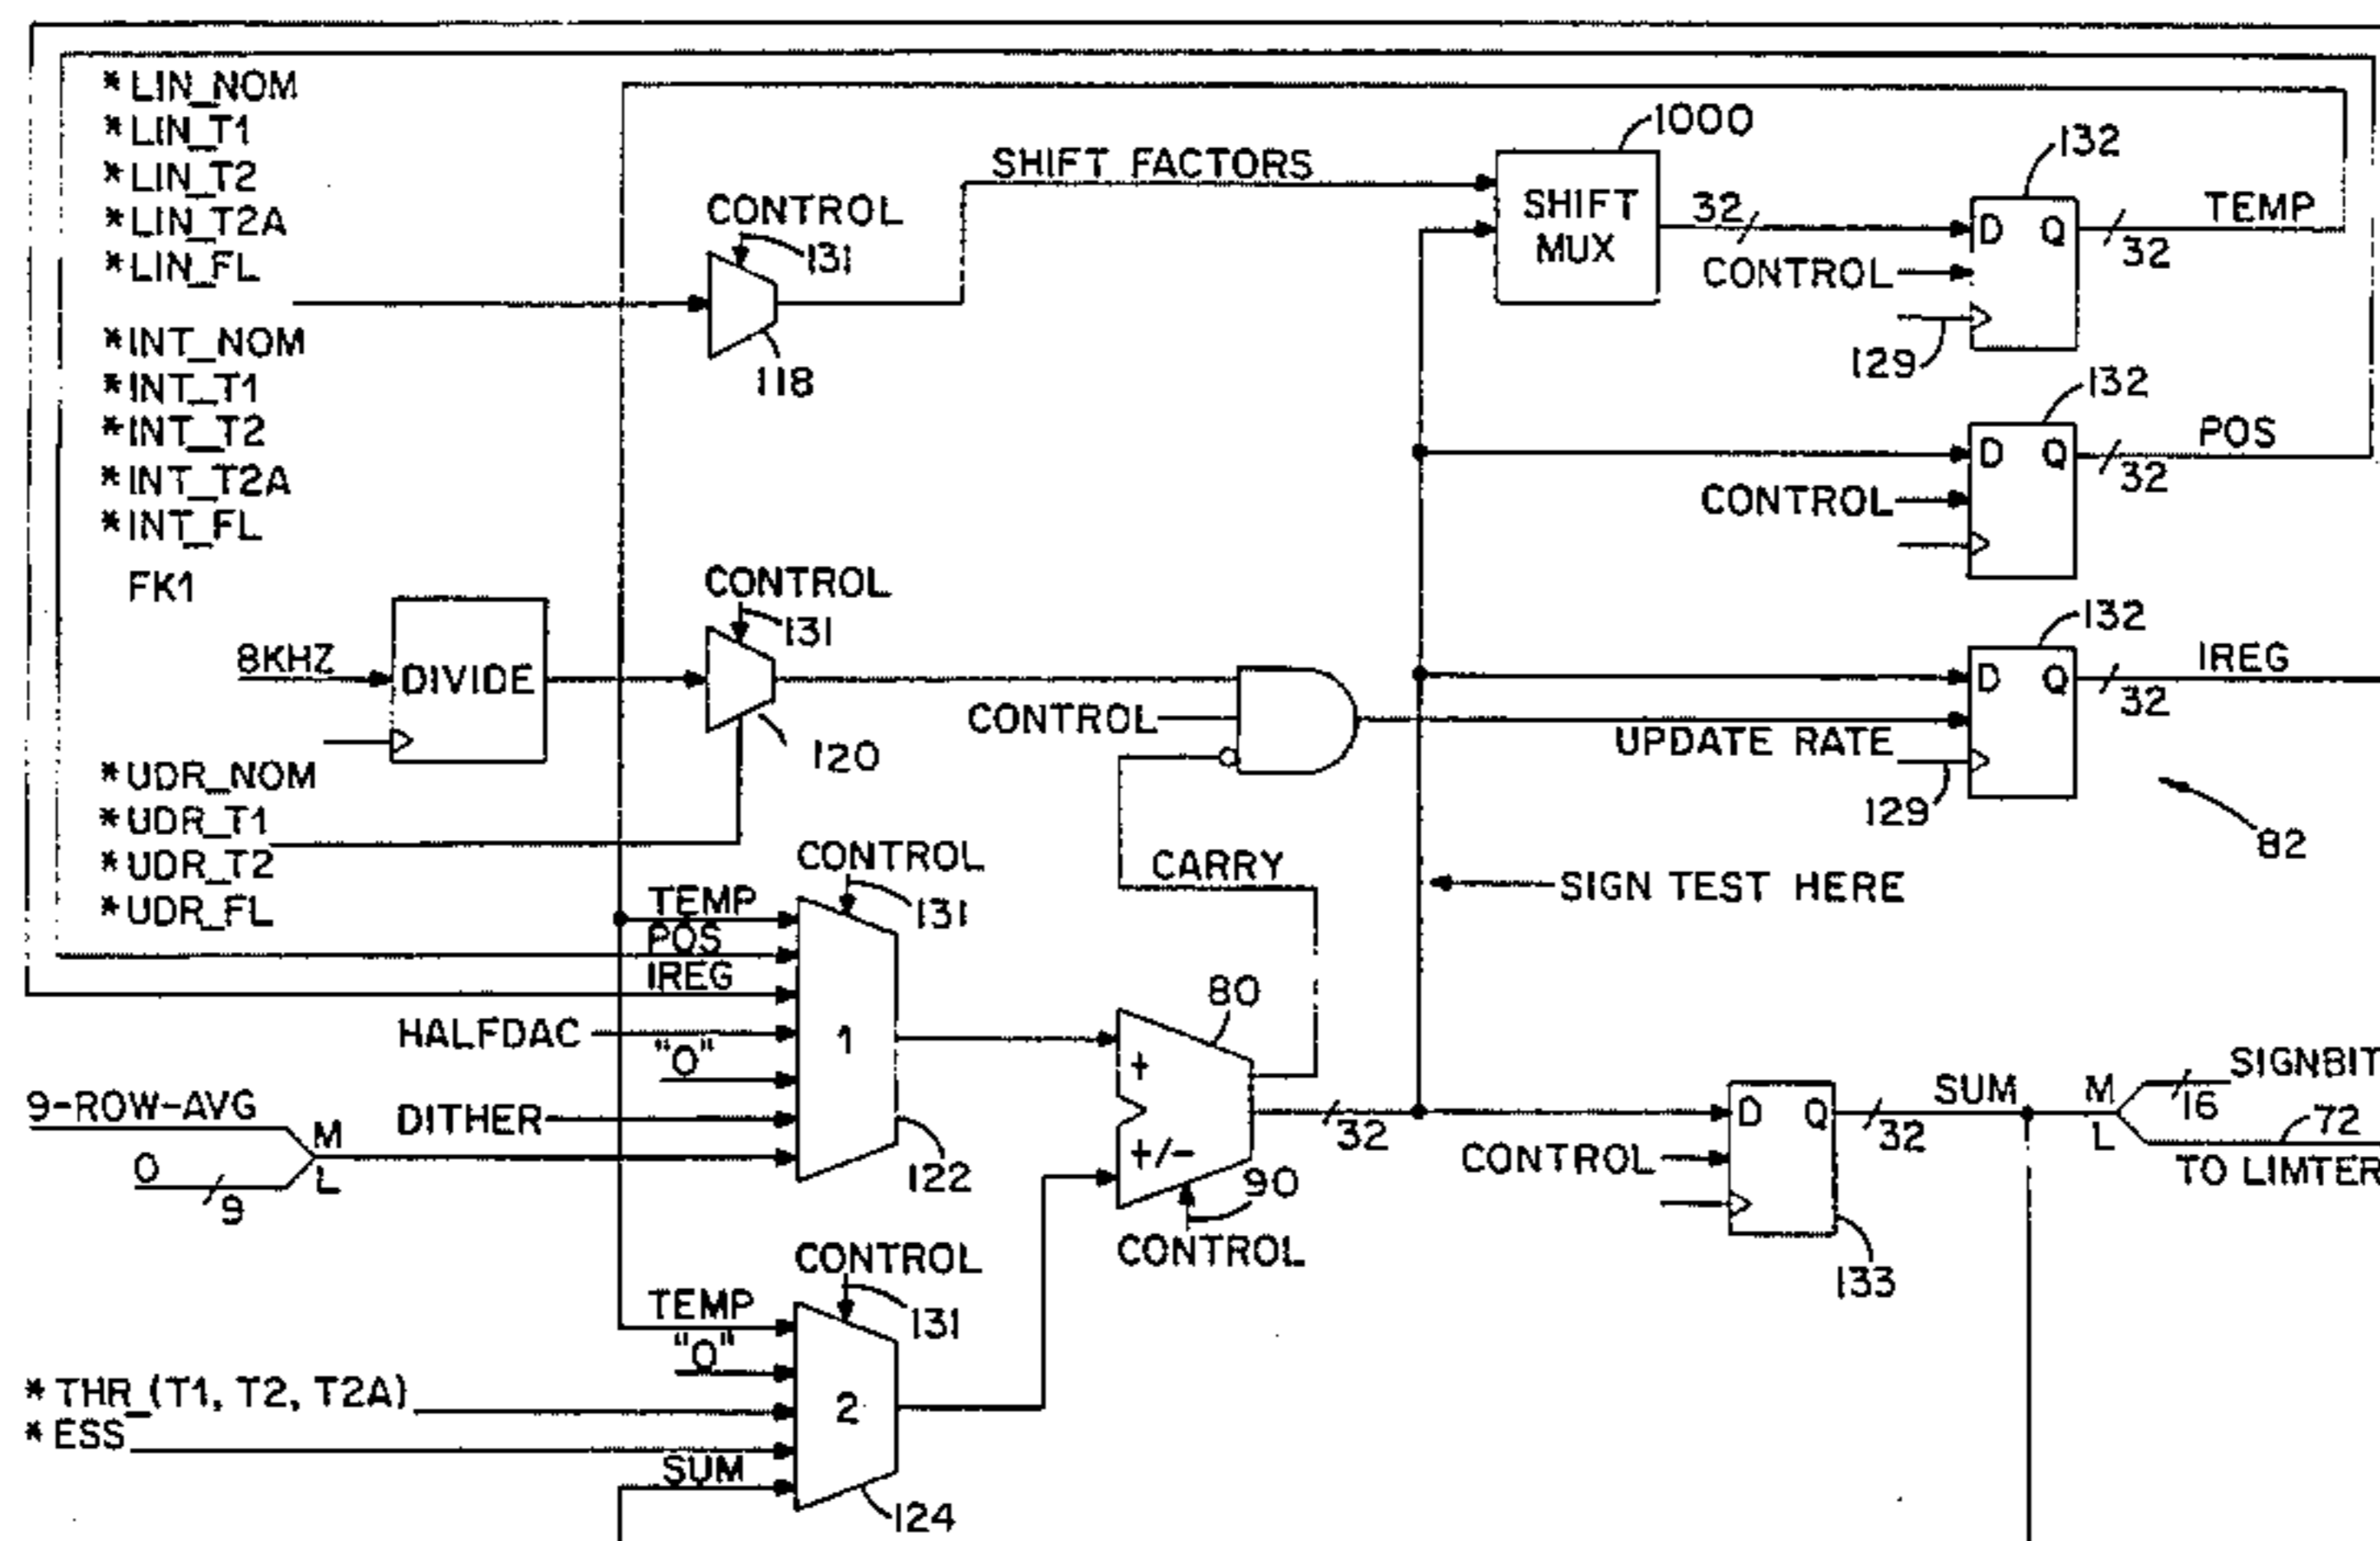 *LIN_NOM
*LIN_T1
*LIN_T2
*LIN_T2A
*LIN_FL
*INT_NOM
*INT_T1
*INT_T2
*INT_T2A
*INT_FL
FK1
CONTROL
131
118
SHIFT FACTORS
1000
SHIFT
MUX
32
132
D Q
TEMP
32
CONTROL
129
132
D Q
POS
32
CONTROL
8KHZ
DIVIDE
CONTROL
131
120
CONTROL
132
D Q
IREG
32
UPDATE RATE
129
82
*UDR_NOM
*UDR_T1
*UDR_T2
*UDR_FL
CARRY
SIGN TEST HERE
CONTROL
131
TEMP
POS
IREG
HALFDAC
"0"
DITHER
9-ROW-AVG
M
0
L
9
1
122
80
+
+/-
90
CONTROL
32
D Q
CONTROL
133
SUM
32
M
L
SIGNBIT
16
72
TO LIMTER
CONTROL
131
TEMP
"0"
* THR_(T1, T2, T2A)
* ESS
SUM
2
124